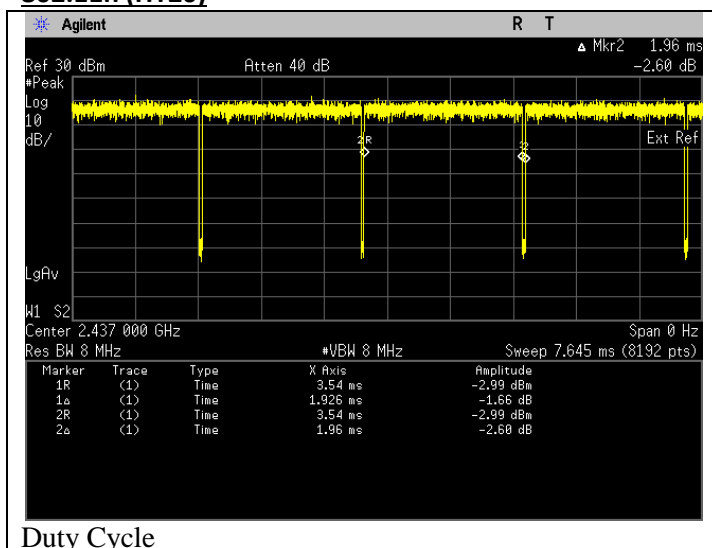 Agilent R T
Δ Mkr2 1.96 ms
Ref 30 dBm Atten 40 dB -2.60 dB
#Peak
Log
10
dB/
2R
Ext Ref
LgAv
W1 S2
Center 2.437 000 GHz Span 0 Hz
Res BW 8 MHz #VBW 8 MHz Sweep 7.645 ms (8192 pts)
Marker Trace Type X Axis Amplitude
1R (1) Time 3.54 ms -2.99 dBm
1Δ (1) Time 1.926 ms -1.66 dB
2R (1) Time 3.54 ms -2.99 dBm
2Δ (1) Time 1.96 ms -2.60 dB
Duty Cycle